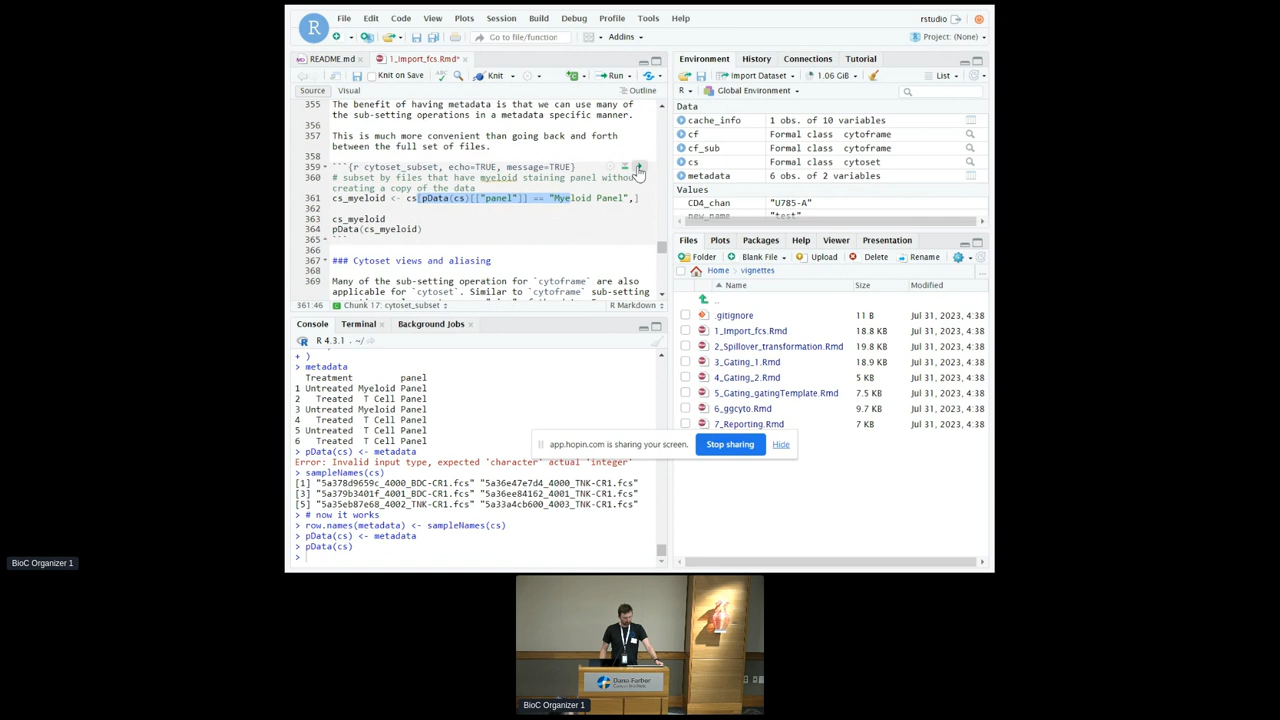 File Edit Code View Plots Session Build Debug Profile Tools Help
rstudio
Go to file/function
Addins
Project: (None)
README.md
1_Import_fcs.Rmd*
Knit on Save
Knit
Run
Source Visual
Outline
355 The benefit of having metadata is that we can use many of
the sub-setting operations in a metadata specific manner.
356
357 This is much more convenient than going back and forth
between the full set of files.
358
359 ```{r cytoset_subset, echo=TRUE, message=TRUE}
360 # subset by files that have myeloid staining panel without
creating a copy of the data
361 cs_myeloid <- cs[pData(cs)[["panel"]] == "Myeloid Panel",]
362
363 cs_myeloid
364 pData(cs_myeloid)
365 ```
366
367 ### Cytoset views and aliasing
368
369 Many of the sub-setting operation for `cytoframe` are also
applicable for `cytoset`. Similar to `cytoframe` sub-setting
361:46 Chunk 17: cytoset_subset R Markdown
Console Terminal Background Jobs
R 4.3.1 . ~/
+ )
> metadata
Treatment panel
1 Untreated Myeloid Panel
2 Treated T Cell Panel
3 Untreated Myeloid Panel
4 Treated T Cell Panel
5 Untreated T Cell Panel
6 Treated T Cell Panel
> pData(cs) <- metadata
Error: Invalid input type, expected 'character' actual 'integer'
> sampleNames(cs)
[1] "5a378d9659c_4000_BDC-CR1.fcs" "5a36e47e7d4_4000_TNK-CR1.fcs"
[3] "5a379b3401f_4001_BDC-CR1.fcs" "5a36ee84162_4001_TNK-CR1.fcs"
[5] "5a35eb87e68_4002_TNK-CR1.fcs" "5a33a4cb600_4003_TNK-CR1.fcs"
> # now it works
> row.names(metadata) <- sampleNames(cs)
> pData(cs) <- metadata
> pData(cs)
>
Environment History Connections Tutorial
Import Dataset
1.06 GiB
List
R
Global Environment
Data
cache_info 1 obs. of 10 variables
cf Formal class cytoframe
cf_sub Formal class cytoframe
cs Formal class cytoset
metadata 6 obs. of 2 variables
Values
CD4_chan "U785-A"
new_name "test"
Files Plots Packages Help Viewer Presentation
Folder Blank File Upload Delete Rename
Home vignettes
Name Size Modified
..
.gitignore 11 B Jul 31, 2023, 4:38
1_Import_fcs.Rmd 18.8 KB Jul 31, 2023, 4:38
2_Spillover_transformation.Rmd 19.8 KB Jul 31, 2023, 4:38
3_Gating_1.Rmd 18.9 KB Jul 31, 2023, 4:38
4_Gating_2.Rmd 5 KB Jul 31, 2023, 4:38
5_Gating_gatingTemplate.Rmd 7.5 KB Jul 31, 2023, 4:38
6_ggcyto.Rmd 9.7 KB Jul 31, 2023, 4:38
7_Reporting.Rmd 7 KB Jul 31, 2023, 4:38
app.hopin.com is sharing your screen.
Stop sharing
Hide
BioC Organizer 1
Dana-Farber
BioC Organizer 1